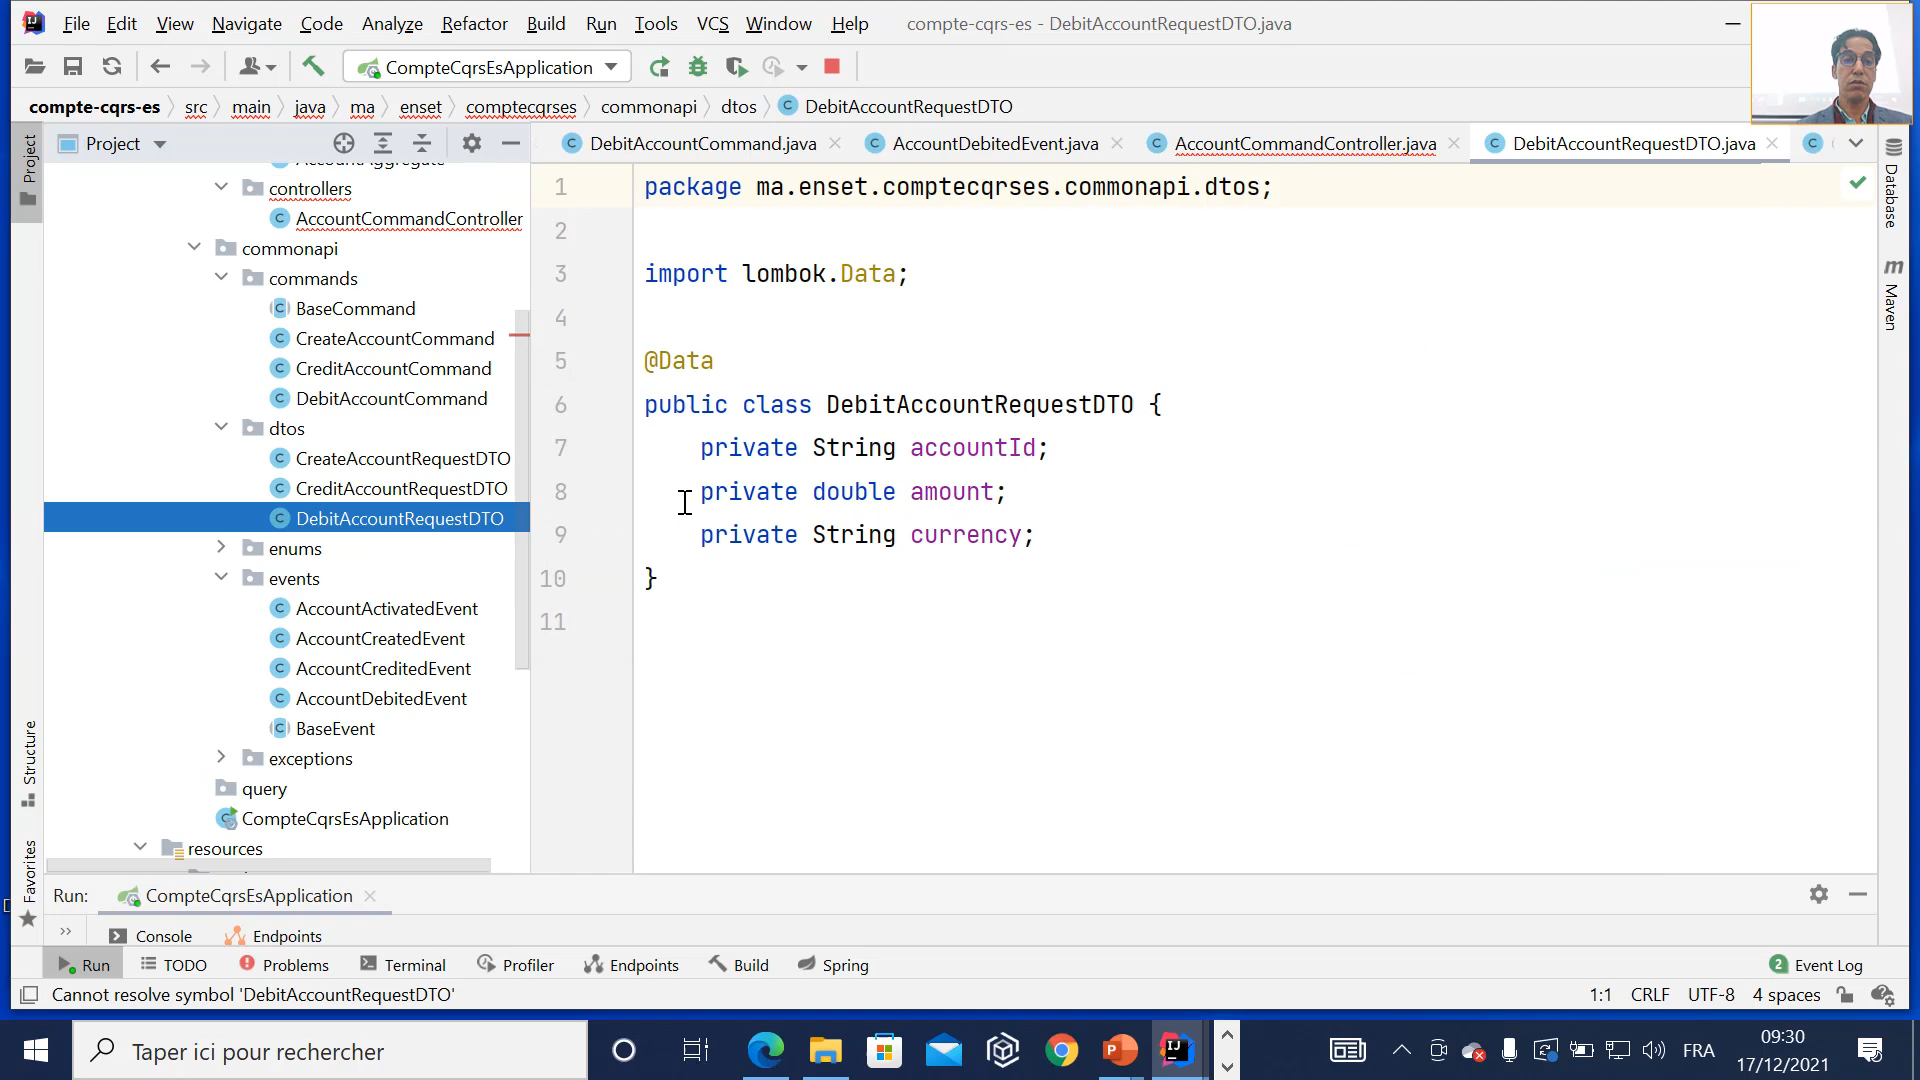 File Edit View Navigate Code Analyze Refactor Build Run Tools VCS Window Help compte-cqrs-es - DebitAccountRequestDTO.java
CompteCqrsEsApplication
compte-cqrs-es src main java ma enset comptecqrses commonapi dtos DebitAccountRequestDTO
Project
DebitAccountCommand.java AccountDebitedEvent.java AccountCommandController.java DebitAccountRequestDTO.java
Project
Structure
Favorites
Database
Maven
AccountAggregate
controllers
AccountCommandController
commonapi
commands
BaseCommand
CreateAccountCommand
CreditAccountCommand
DebitAccountCommand
dtos
CreateAccountRequestDTO
CreditAccountRequestDTO
DebitAccountRequestDTO
enums
events
AccountActivatedEvent
AccountCreatedEvent
AccountCreditedEvent
AccountDebitedEvent
BaseEvent
exceptions
query
CompteCqrsEsApplication
resources
1 package ma.enset.comptecqrses.commonapi.dtos;
2
3 import lombok.Data;
4
5 @Data
6 public class DebitAccountRequestDTO {
7 private String accountId;
8 private double amount;
9 private String currency;
10 }
11
Run: CompteCqrsEsApplication
Console Endpoints
Run TODO Problems Terminal Profiler Endpoints Build Spring 2 Event Log
Cannot resolve symbol 'DebitAccountRequestDTO' 1:1 CRLF UTF-8 4 spaces
Taper ici pour rechercher
FRA
09:30
17/12/2021